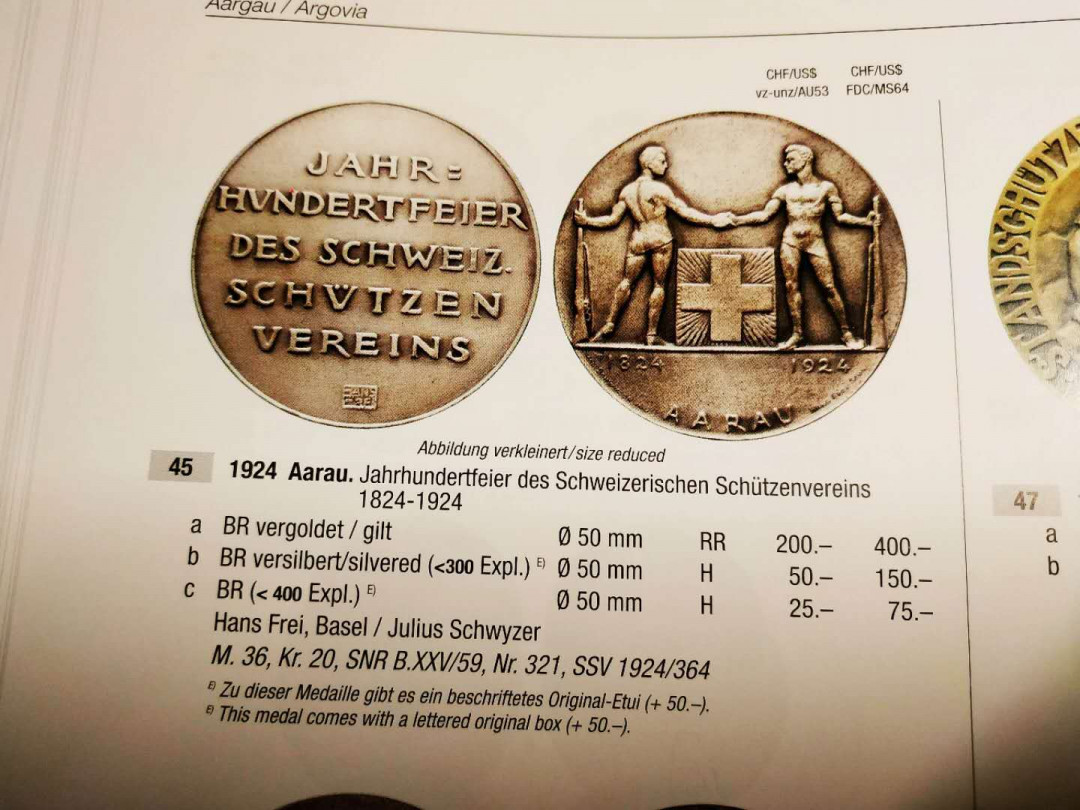 Aargau / Argovia
CHF/US$ CHF/US$
vz-unz/AU53 FDC/MS64
JAHR=
HVNDERTFEIER
DES SCHWEIZ.
SCHÜTZEN
VEREINS
HANS
FREI
1824 1924
AARAU
STANDSCHÜTZE
Abbildung verkleinert/size reduced
45 1924 Aarau. Jahrhundertfeier des Schweizerischen Schützenvereins
1824-1924
a BR vergoldet / gilt Ø 50 mm RR 200.– 400.–
b BR versilbert/silvered (<300 Expl.) E) Ø 50 mm H 50.– 150.–
c BR (< 400 Expl.) E) Ø 50 mm H 25.– 75.–
Hans Frei, Basel / Julius Schwyzer
M. 36, Kr. 20, SNR B.XXV/59, Nr. 321, SSV 1924/364
E) Zu dieser Medaille gibt es ein beschriftetes Original-Etui (+ 50.–).
E) This medal comes with a lettered original box (+ 50.–).
47
a
b